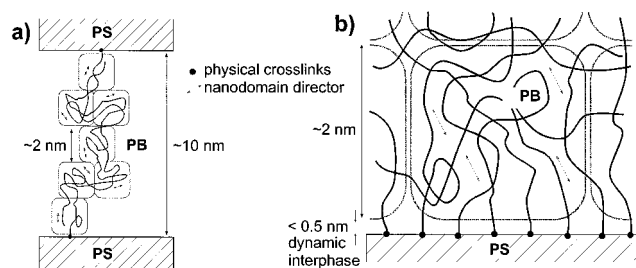 a)
PS
• physical crosslinks
nanodomain director
~2 nm
PB
~10 nm
PS
b)
PB
~2 nm
< 0.5 nm
dynamic
interphase
PS